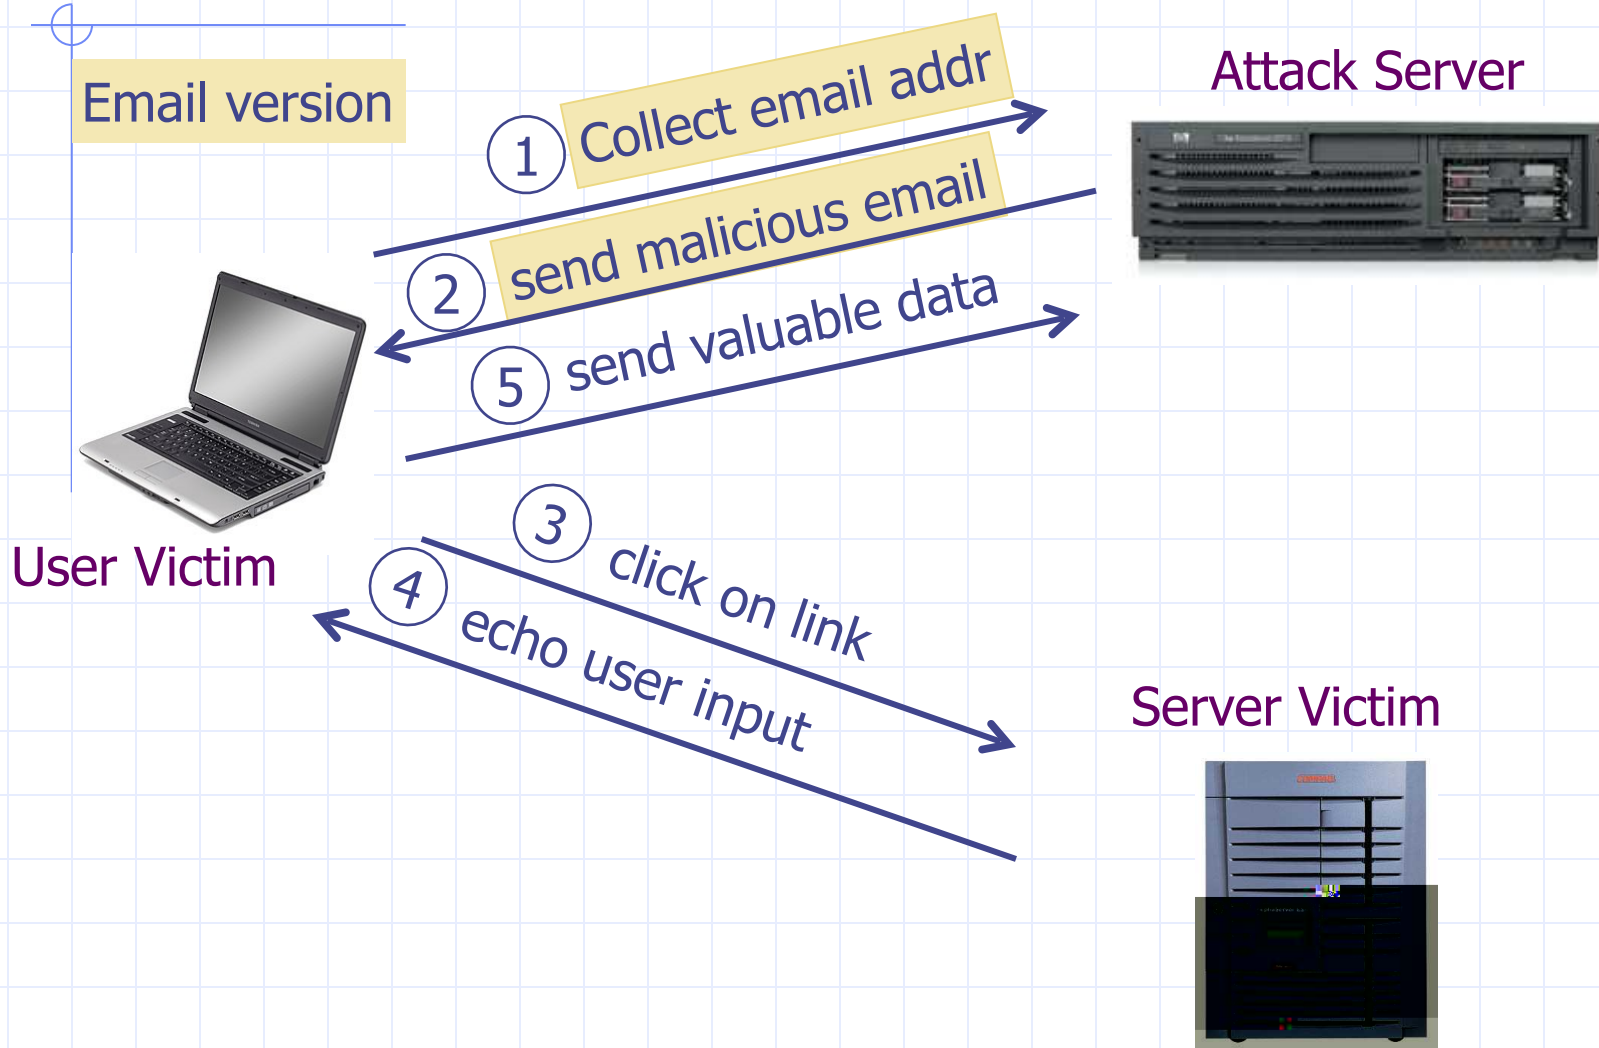 Email version
Attack Server
1 Collect email addr
2 send malicious email
5 send valuable data
User Victim
3 click on link
4 echo user input
Server Victim